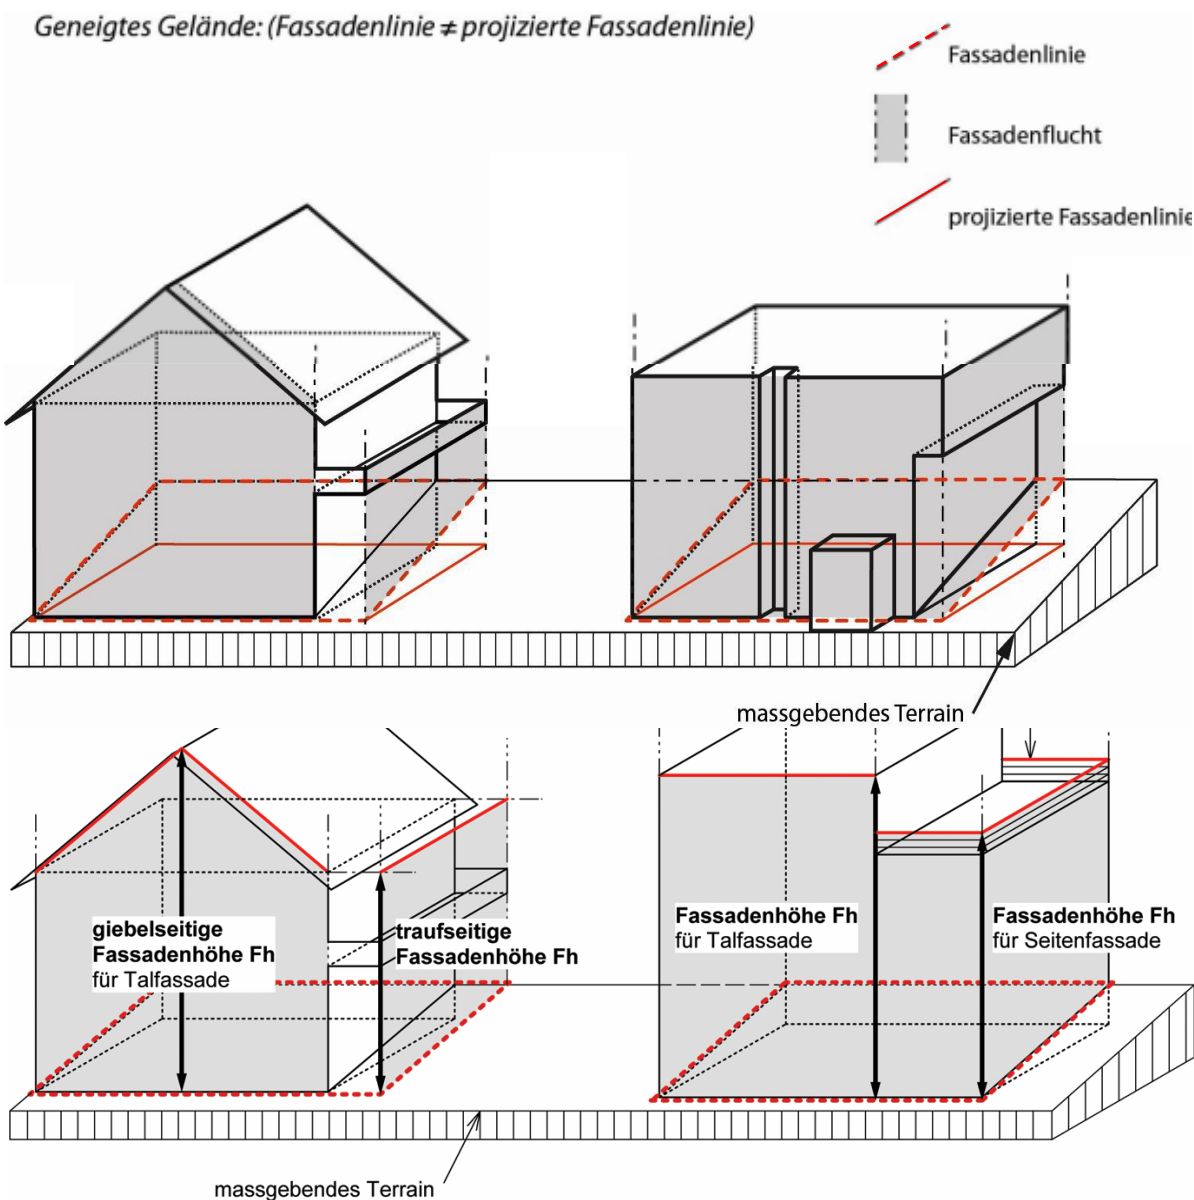 Geneigtes Gelände: (Fassadenlinie ≠ projizierte Fassadenlinie)
Fassadenlinie
Fassadenflucht
projizierte Fassadenlinie
massgebendes Terrain
giebelseitige
Fassadenhöhe Fh
für Talfassade
traufseitige
Fassadenhöhe Fh
Fassadenhöhe Fh
für Talfassade
Fassadenhöhe Fh
für Seitenfassade
massgebendes Terrain